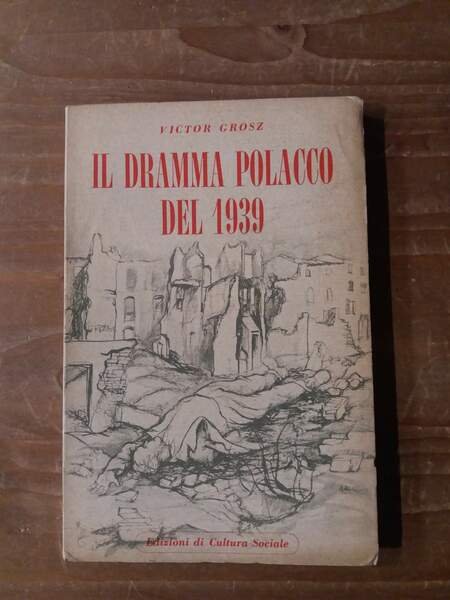 VICTOR GROSZ
IL DRAMMA POLACCO
DEL 1939
Edizioni di Cultura Sociale